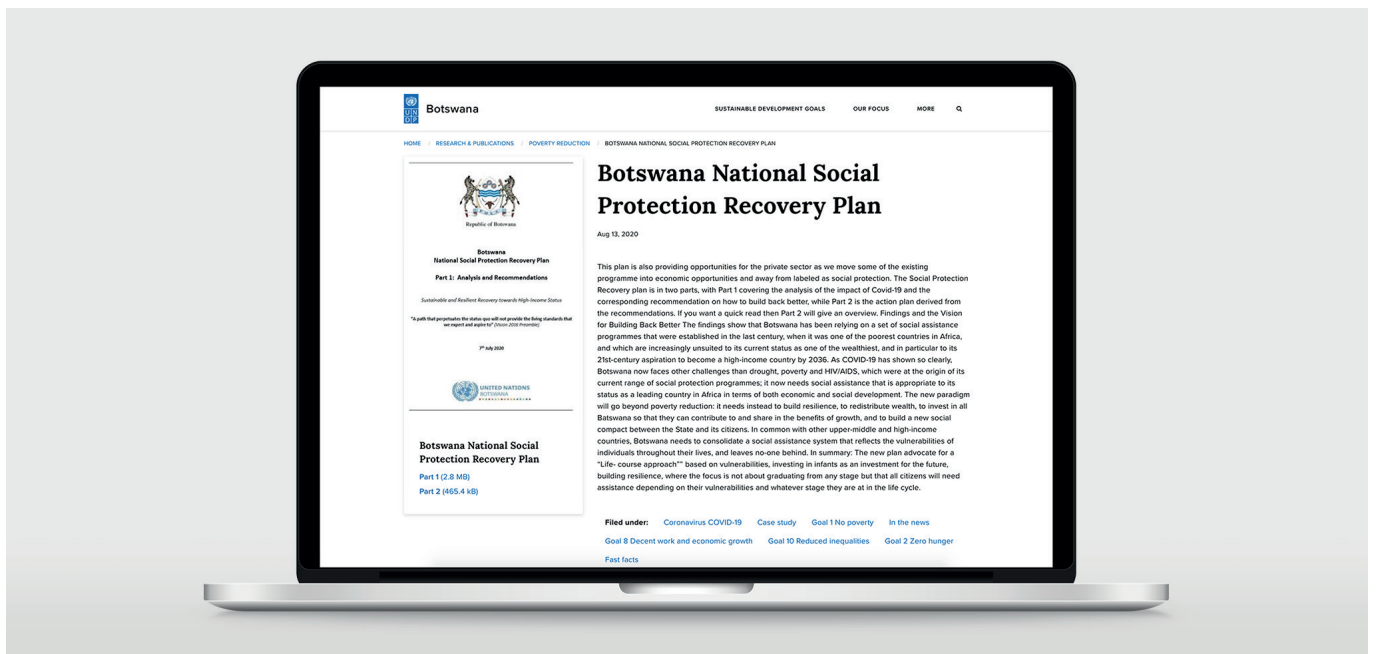 UN
DP
Botswana
SUSTAINABLE DEVELOPMENT GOALS
OUR FOCUS
MORE
HOME / RESEARCH & PUBLICATIONS / POVERTY REDUCTION / BOTSWANA NATIONAL SOCIAL PROTECTION RECOVERY PLAN
Republic of Botswana
Botswana
National Social Protection Recovery Plan
Part 1: Analysis and Recommendations
Sustainable and Resilient Recovery towards High-Income Status
"A path that perpetuates the status quo will not provide the living standards that
we expect and aspire to" (Vision 2036 Preamble)
7th July 2020
UNITED NATIONS
BOTSWANA
Botswana National Social
Protection Recovery Plan
Part 1 (2.8 MB)
Part 2 (465.4 kB)
Botswana National Social
Protection Recovery Plan
Aug 13, 2020
This plan is also providing opportunities for the private sector as we move some of the existing
programme into economic opportunities and away from labeled as social protection. The Social Protection
Recovery plan is in two parts, with Part 1 covering the analysis of the impact of Covid-19 and the
corresponding recommendation on how to build back better, while Part 2 is the action plan derived from
the recommendations. If you want a quick read then Part 2 will give an overview. Findings and the Vision
for Building Back Better The findings show that Botswana has been relying on a set of social assistance
programmes that were established in the last century, when it was one of the poorest countries in Africa,
and which are increasingly unsuited to its current status as one of the wealthiest, and in particular to its
21st-century aspiration to become a high-income country by 2036. As COVID-19 has shown so clearly,
Botswana now faces other challenges than drought, poverty and HIV/AIDS, which were at the origin of its
current range of social protection programmes; it now needs social assistance that is appropriate to its
status as a leading country in Africa in terms of both economic and social development. The new paradigm
will go beyond poverty reduction: it needs instead to build resilience, to redistribute wealth, to invest in all
Batswana so that they can contribute to and share in the benefits of growth, and to build a new social
compact between the State and its citizens. In common with other upper-middle and high-income
countries, Botswana needs to consolidate a social assistance system that reflects the vulnerabilities of
individuals throughout their lives, and leaves no-one behind. In summary: The new plan advocate for a
"Life- course approach"" based on vulnerabilities, investing in infants as an investment for the future,
building resilience, where the focus is not about graduating from any stage but that all citizens will need
assistance depending on their vulnerabilities and whatever stage they are at in the life cycle.
Filed under: Coronavirus COVID-19 Case study Goal 1 No poverty In the news
Goal 8 Decent work and economic growth Goal 10 Reduced inequalities Goal 2 Zero hunger
Fast facts